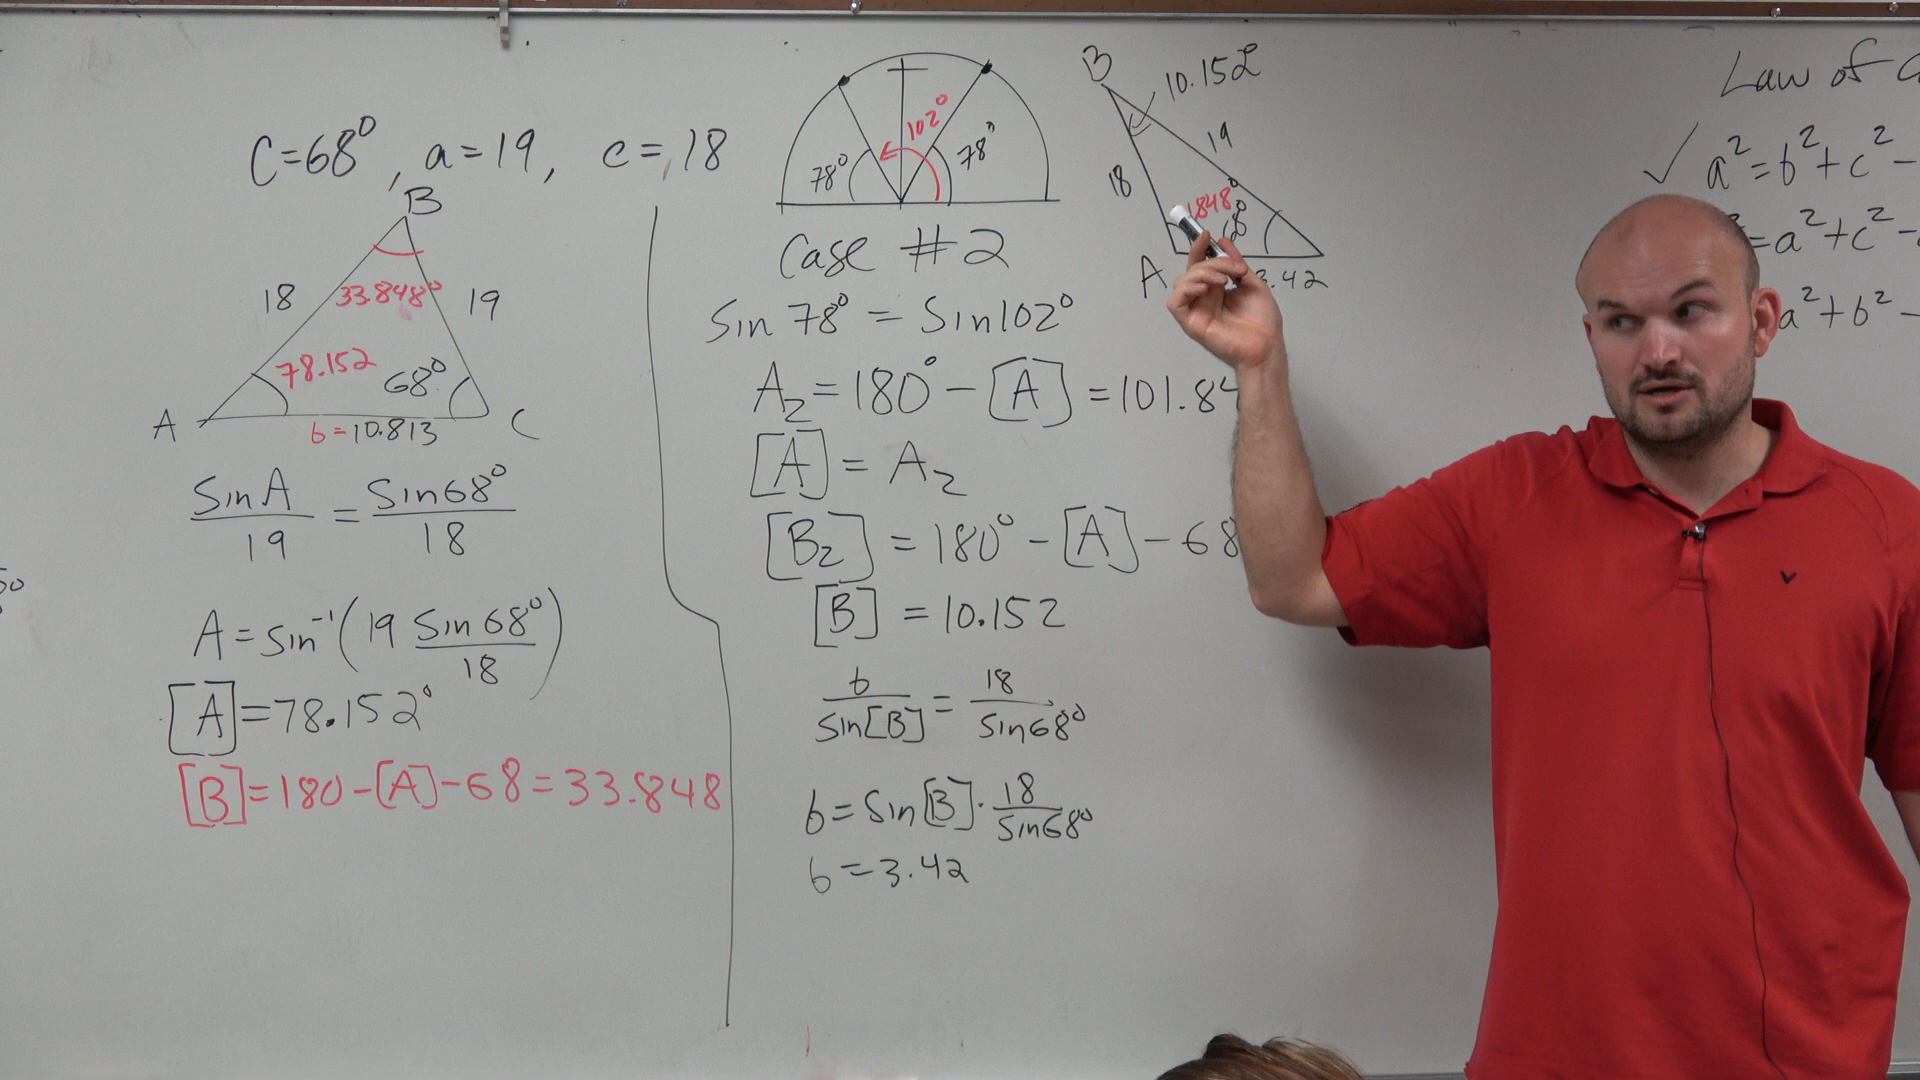 C=68°, a=19, c=18
B
18
33.848°
19
78.152
68°
A
b=10.813
C
Sin A / 19 = Sin 68° / 18
A = sin⁻¹(19 Sin 68° / 18)
[A] = 78.152°
[B] = 180 - [A] - 68 = 33.848
102°
78°
78°
Case #2
Sin 78° = Sin 102°
A₂ = 180° - [A] = 101.84
[A] = A₂
[B₂] = 180° - [A] - 68
[B] = 10.152
b / Sin[B] = 18 / Sin 68°
b = Sin[B] · 18 / Sin 68°
b = 3.42
B
10.152
19
18
1848°
A
3.42
Law of
✓ a² = b² + c² -
= a² + c² -
a² + b² -